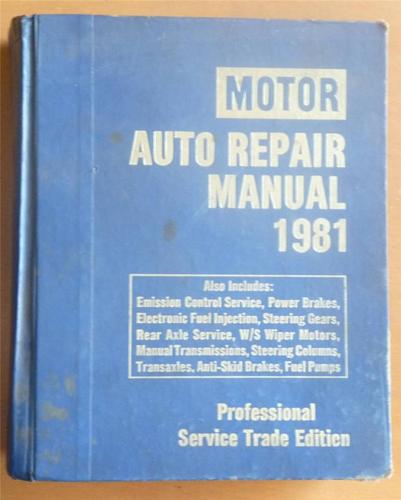 MOTOR
AUTO REPAIR
MANUAL
1981
Also Includes:
Emission Control Service, Power Brakes,
Electronic Fuel Injection, Steering Gears,
Rear Axle Service, W/S Wiper Motors,
Manual Transmissions, Steering Columns,
Transaxles, Anti-Skid Brakes, Fuel Pumps
Professional
Service Trade Edition